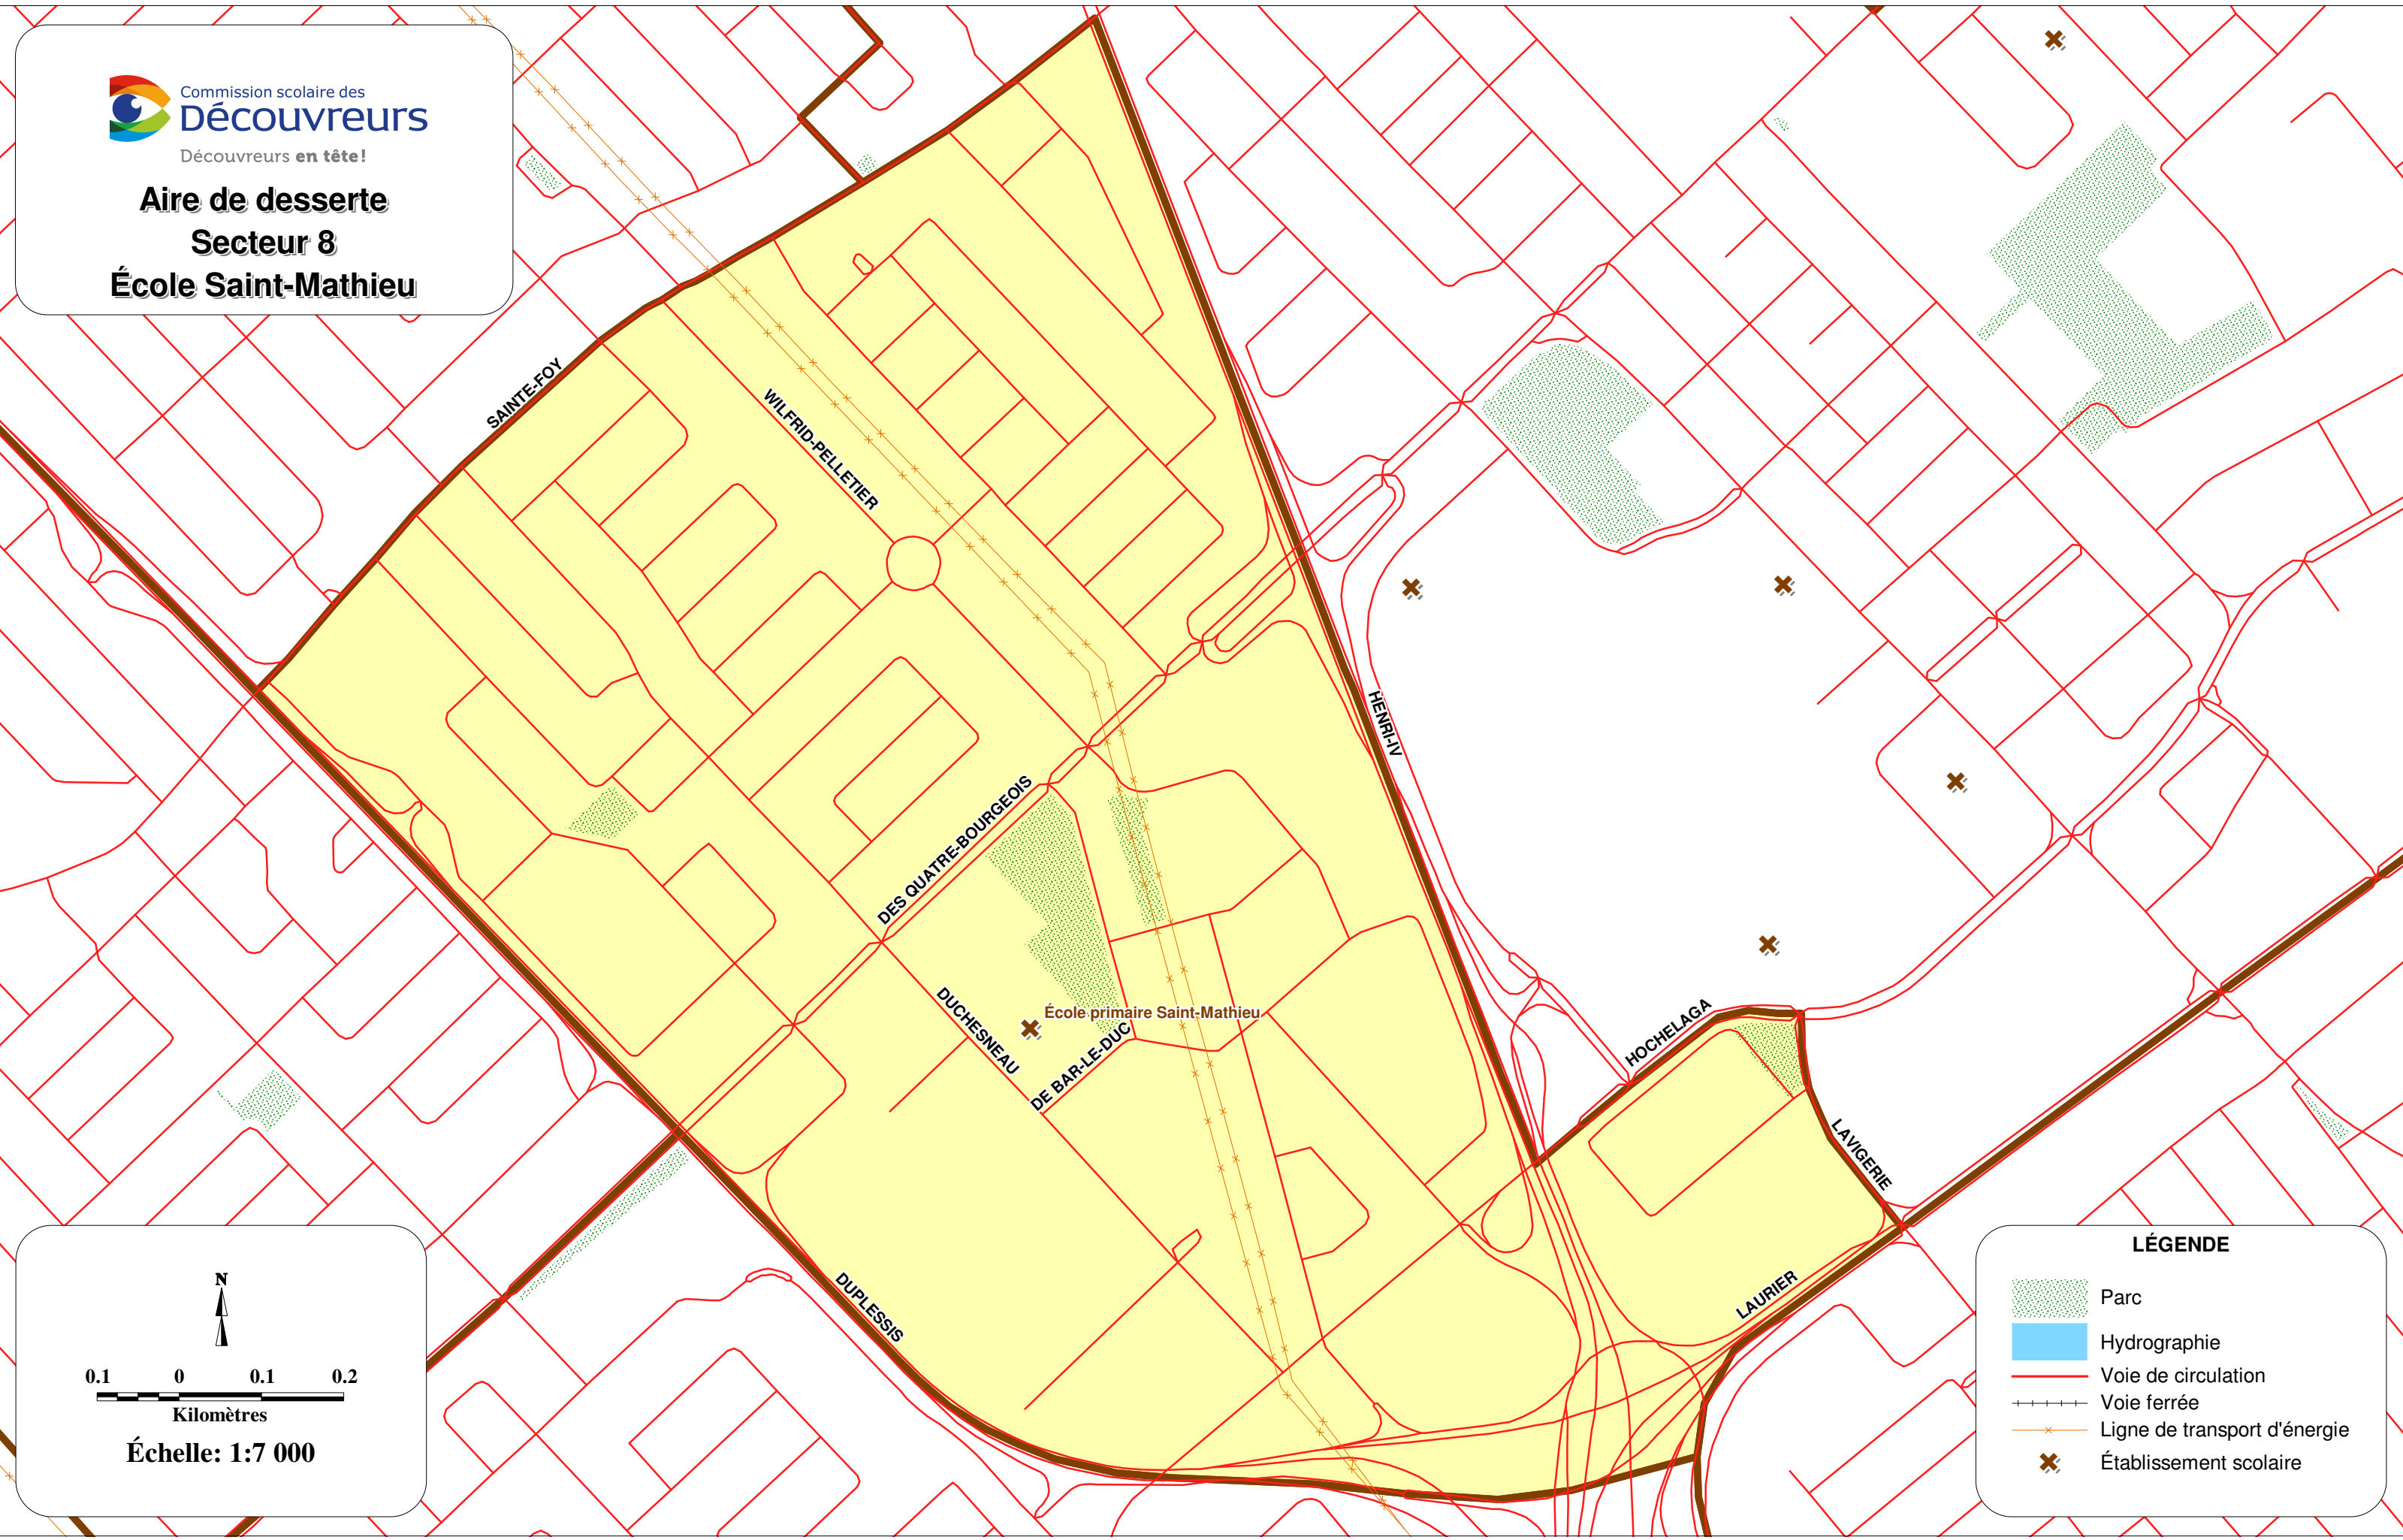 Commission scolaire des
Découvreurs
Découvreurs en tête!
Aire de desserte
Secteur 8
École Saint-Mathieu
SAINTE-FOY
WILFRID-PELLETIER
HENRI-IV
DES QUATRE-BOURGEOIS
DUCHESNEAU
École primaire Saint-Mathieu
DE BAR-LE-DUC
HOCHELAGA
LAVIGERIE
LAURIER
DUPLESSIS
N
0.1 0 0.1 0.2
Kilomètres
Échelle: 1:7 000
LÉGENDE
Parc
Hydrographie
Voie de circulation
Voie ferrée
Ligne de transport d'énergie
Établissement scolaire